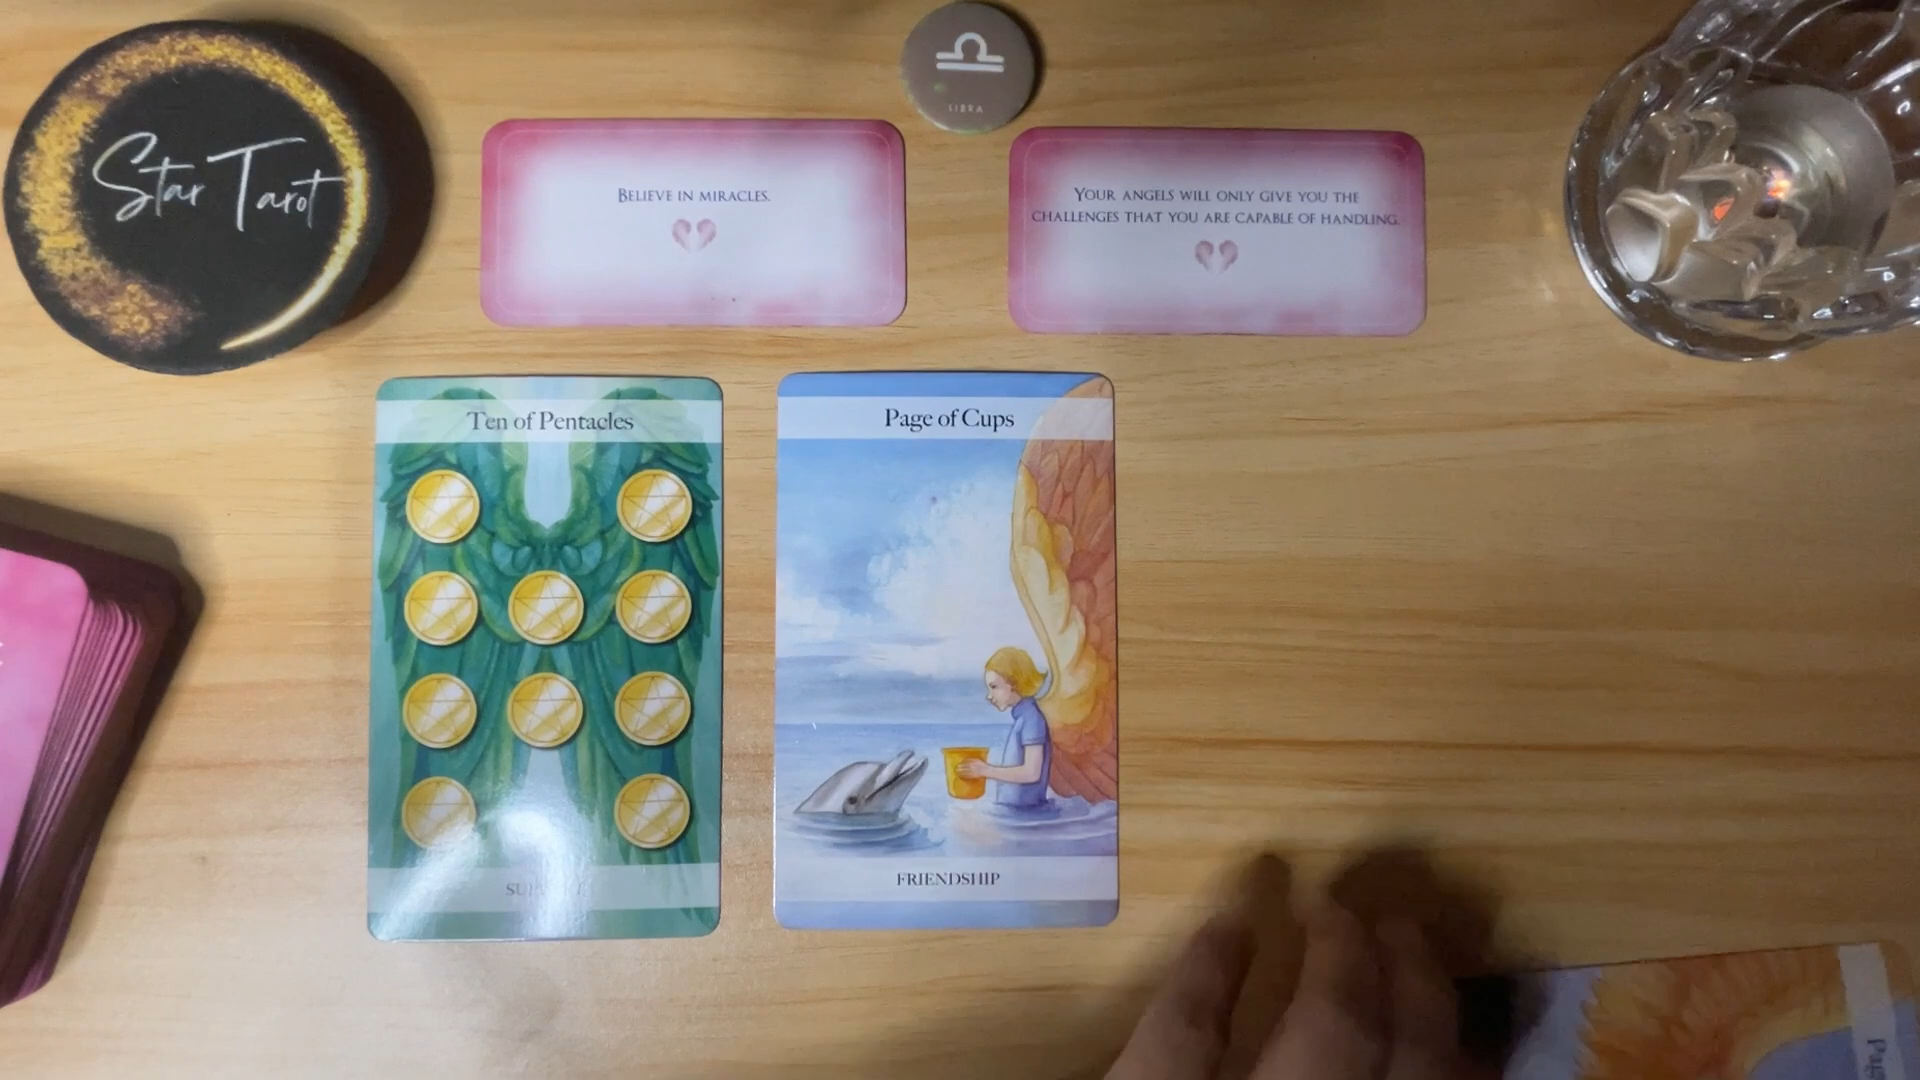 Star Tarot
LIBRA
BELIEVE IN MIRACLES.
YOUR ANGELS WILL ONLY GIVE YOU THE
CHALLENGES THAT YOU ARE CAPABLE OF HANDLING.
Ten of Pentacles
Page of Cups
FRIENDSHIP